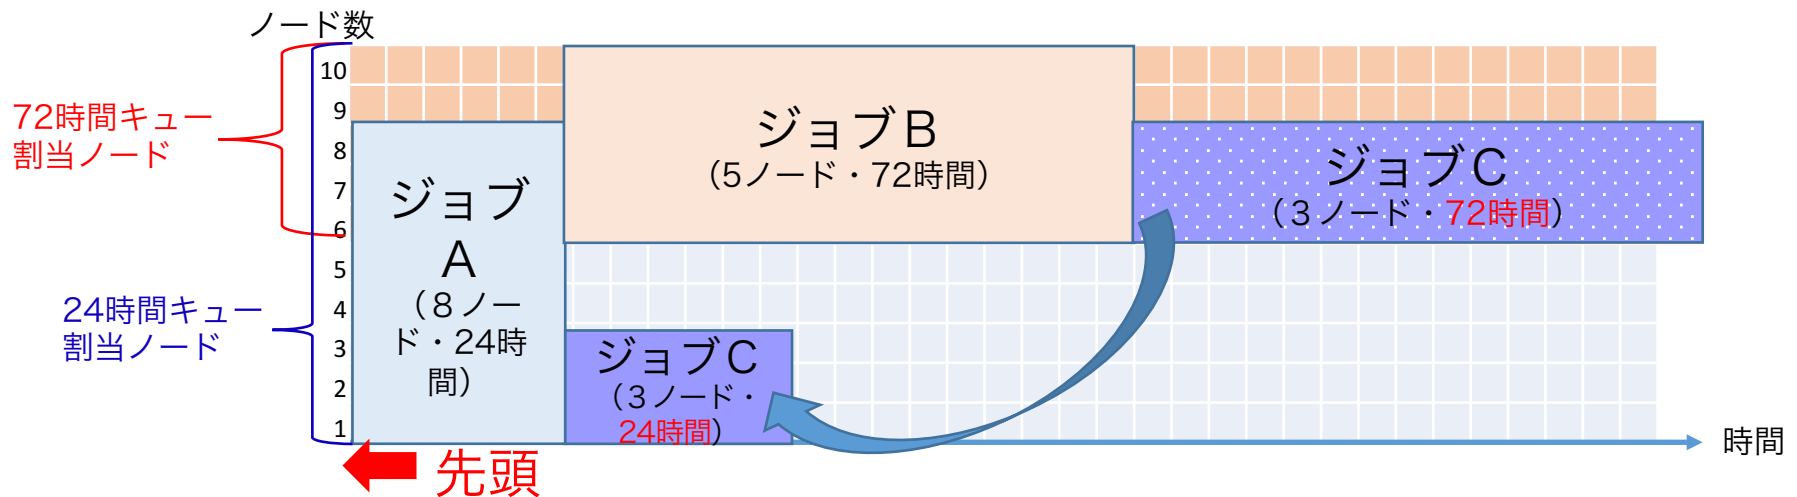 ノード数
10
9
8
7
6
5
4
3
2
1
72時間キュー
割当ノード
24時間キュー
割当ノード
ジョブ
A
（８ノー
ド・24時
間）
ジョブB
（5ノード・72時間）
ジョブC
（３ノード・72時間）
ジョブC
（３ノード・
24時間）
先頭
時間